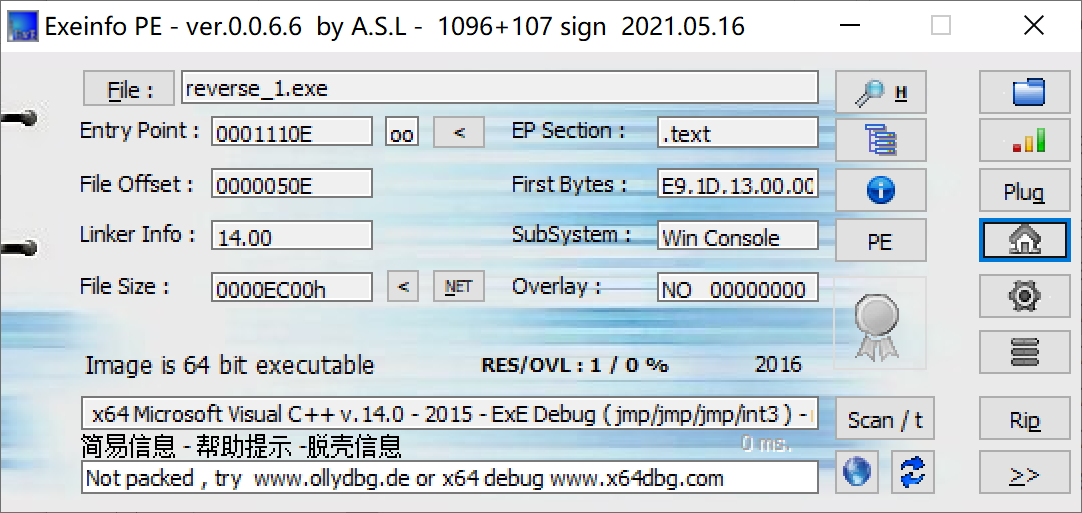 Exeinfo PE - ver.0.0.6.6 by A.S.L - 1096+107 sign 2021.05.16
File : reverse_1.exe H
Entry Point : 0001110E oo < EP Section : .text
File Offset : 0000050E First Bytes : E9.1D.13.00.00 Plug
Linker Info : 14.00 SubSystem : Win Console PE
File Size : 0000EC00h < NET Overlay : NO 00000000
Image is 64 bit executable RES/OVL : 1 / 0 % 2016
x64 Microsoft Visual C++ v.14.0 - 2015 - ExE Debug ( jmp/jmp/jmp/int3 ) - Scan / t Rip
简易信息 - 帮助提示 -脱壳信息 0 ms.
Not packed , try www.ollydbg.de or x64 debug www.x64dbg.com >>